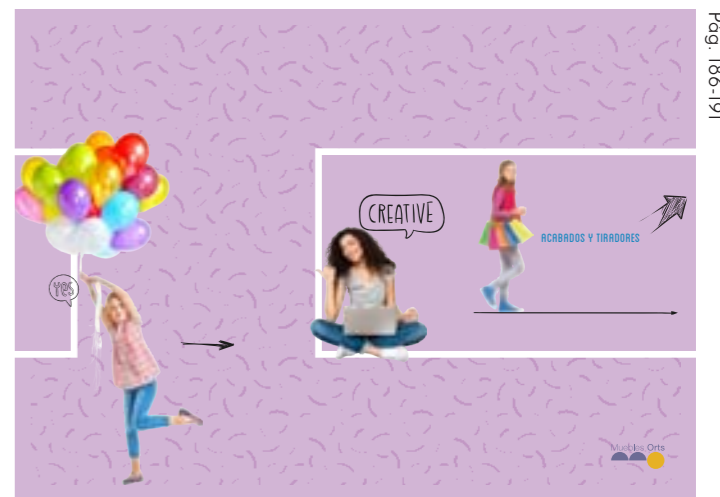 Pág. 186-191
CREATIVE
ACABADOS Y TIRADORES
YES
Muebles Orts